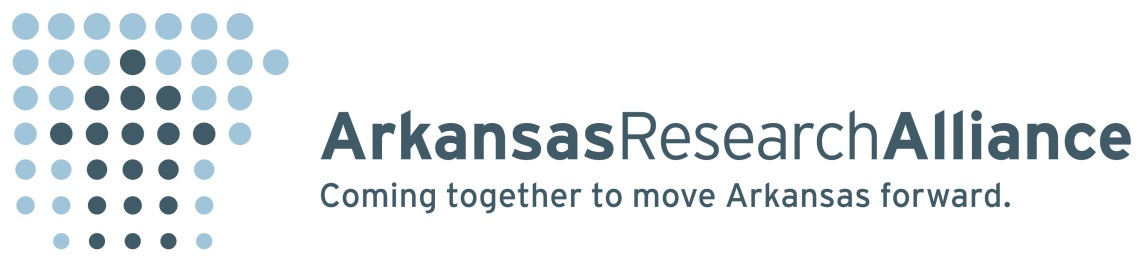 ArkansasResearchAlliance
Coming together to move Arkansas forward.